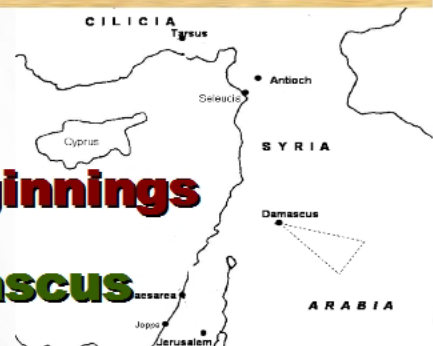 CILICIA
Tarsus
Antioch
Seleucia
Cyprus
SYRIA
ginnings
Damascus
ascus
aesarea
ARABIA
Joppa
Jerusalem